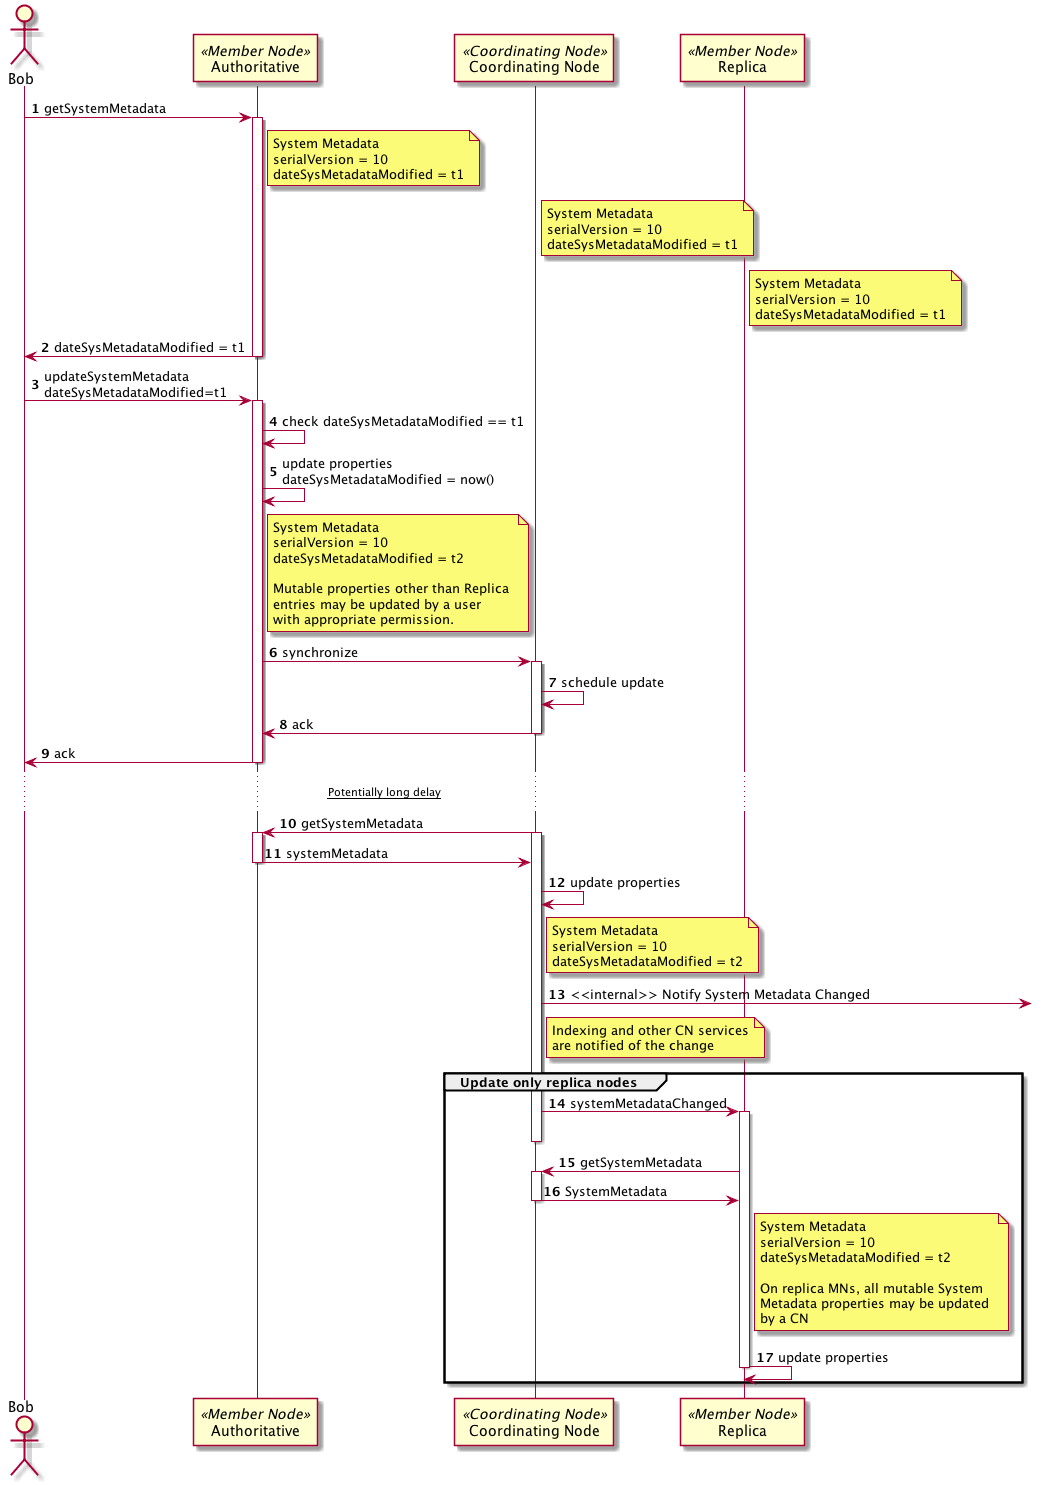 Bob
«Member Node»
Authoritative
«Coordinating Node»
Coordinating Node
«Member Node»
Replica
1 getSystemMetadata
System Metadata
serialVersion = 10
dateSysMetadataModified = t1
System Metadata
serialVersion = 10
dateSysMetadataModified = t1
System Metadata
serialVersion = 10
dateSysMetadataModified = t1
2 dateSysMetadataModified = t1
3 updateSystemMetadata
dateSysMetadataModified=t1
4 check dateSysMetadataModified == t1
5 update properties
dateSysMetadataModified = now()
System Metadata
serialVersion = 10
dateSysMetadataModified = t2
Mutable properties other than Replica
entries may be updated by a user
with appropriate permission.
6 synchronize
7 schedule update
8 ack
9 ack
Potentially long delay
10 getSystemMetadata
11 systemMetadata
12 update properties
System Metadata
serialVersion = 10
dateSysMetadataModified = t2
13 <<internal>> Notify System Metadata Changed
Indexing and other CN services
are notified of the change
Update only replica nodes
14 systemMetadataChanged
15 getSystemMetadata
16 SystemMetadata
System Metadata
serialVersion = 10
dateSysMetadataModified = t2
On replica MNs, all mutable System
Metadata properties may be updated
by a CN
17 update properties
Bob
«Member Node»
Authoritative
«Coordinating Node»
Coordinating Node
«Member Node»
Replica